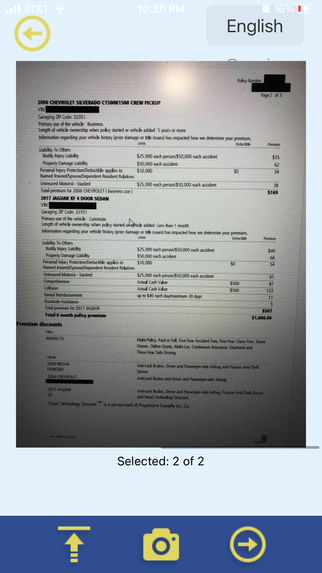 AT&T 10:20 PM 16%
English
Policy Number:
Page 2 of 3
2006 CHEVROLET SILVERADO C1500K1500 CREW PICKUP
VIN:
Garaging ZIP Code: 32351
Primary use of the vehicle: Business
Length of vehicle ownership when policy started or vehicle added: 5 years or more
Information regarding your vehicle history (prior damage or title issues) has impacted how we determine your premium.
Limits Deductible Premium
Liability To Others
Bodily Injury Liability $25,000 each person/$50,000 each accident $35
Property Damage Liability $50,000 each accident 62
Personal Injury Protection/Deductible applies to $10,000 $0 34
Named Insured/Spouse/Dependent Resident Relatives
Uninsured Motorist - Stacked $25,000 each person/$50,000 each accident 38
Total premium for 2006 CHEVROLET ( business use ) $169
2017 JAGUAR XF 4 DOOR SEDAN
VIN:
Garaging ZIP Code: 32351
Primary use of the vehicle: Commute
Length of vehicle ownership when policy started or vehicle added: Less than 1 month
Information regarding your vehicle history (prior damage or title issues) has impacted how we determine your premium.
Limits Deductible Premium
Liability To Others
Bodily Injury Liability $25,000 each person/$50,000 each accident $40
Property Damage Liability $50,000 each accident 66
Personal Injury Protection/Deductible applies to $10,000 $0 54
Named Insured/Spouse/Dependent Resident Relatives
Uninsured Motorist - Stacked $25,000 each person/$50,000 each accident
Comprehensive Actual Cash Value $500 87
Collision Actual Cash Value $500 153
Rental Reimbursement up to $40 each day/maximum 30 days
Roadside Assistance
Total premium for 2017 JAGUAR $587
Total 6 month policy premium $1,080.00
Premium discounts
Policy
Multi-Policy, Paid in Full, Five-Year Accident Free, Five-Year Claim Free, Home
Owner, Online Quote, Multi-Car, Continuous Insurance: Diamond and
Three-Year Safe Driving
Vehicle
2009 NISSAN Anti-Lock Brakes, Driver and Passenger-side Airbag and Passive Anti-Theft
FRONTIER Device
2006 CHEVROLET Anti-Lock Brakes and Driver and Passenger-side Airbag
2017 JAGUAR Anti-Lock Brakes, Driver and Passenger-side Airbag, Passive Anti-Theft Device
XF and Smart Technology Discount
Smart Technology Discount ™ is a service mark of Progressive Casualty Ins. Co.
Selected: 2 of 2